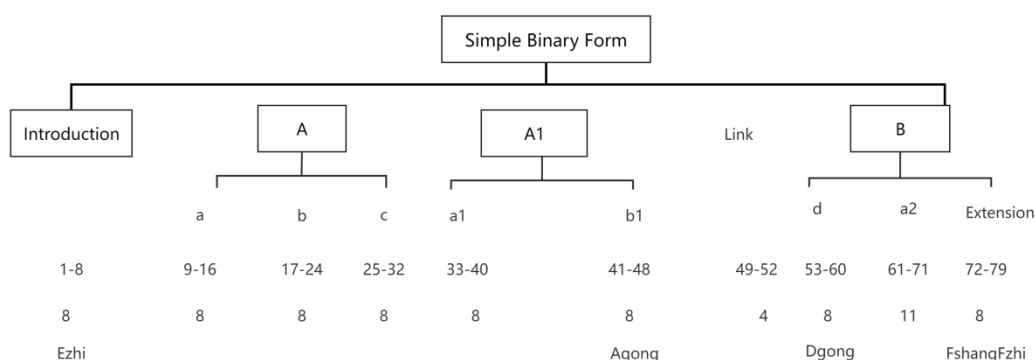 Simple Binary Form
Introduction A A1 Link B
a b c a1 b1 d a2 Extension
1-8 9-16 17-24 25-32 33-40 41-48 49-52 53-60 61-71 72-79
8 8 8 8 8 8 4 8 11 8
Ezhi Agong Dgong FshangFzhi